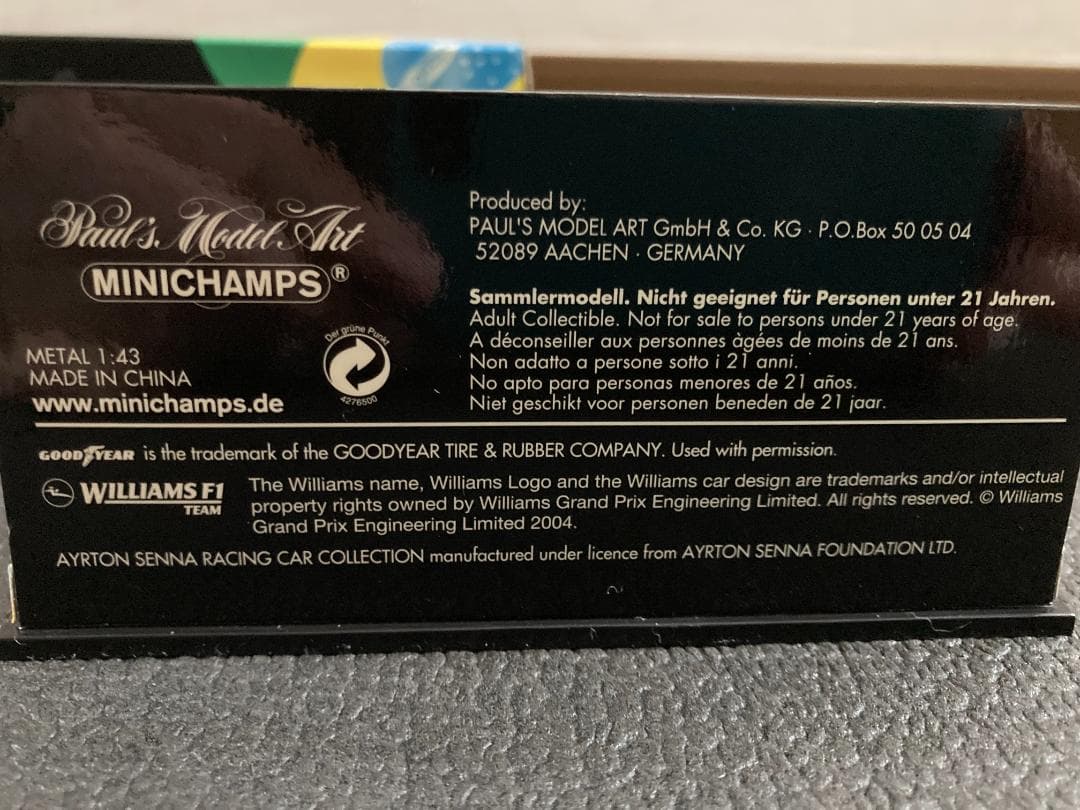 Paul's Model Art
MINICHAMPS®
METAL 1:43
MADE IN CHINA
www.minichamps.de
Der grüne Punkt
4276500
Produced by:
PAUL'S MODEL ART GmbH & Co. KG · P.O.Box 50 05 04
52089 AACHEN · GERMANY
Sammlermodell. Nicht geeignet für Personen unter 21 Jahren.
Adult Collectible. Not for sale to persons under 21 years of age.
A déconseiller aux personnes àgées de moins de 21 ans.
Non adatto a persone sotto i 21 anni.
No apto para personas menores de 21 años.
Niet geschikt voor personen beneden de 21 jaar.
GOODYEAR is the trademark of the GOODYEAR TIRE & RUBBER COMPANY. Used with permission.
WILLIAMS F1
TEAM
The Williams name, Williams Logo and the Williams car design are trademarks and/or intellectual
property rights owned by Williams Grand Prix Engineering Limited. All rights reserved. © Williams
Grand Prix Engineering Limited 2004.
AYRTON SENNA RACING CAR COLLECTION manufactured under licence from AYRTON SENNA FOUNDATION LTD.